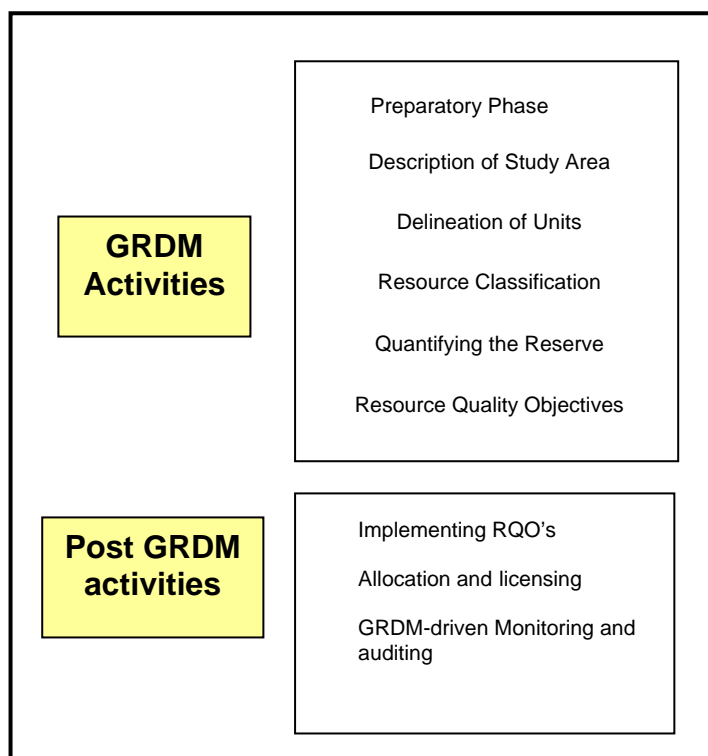 GRDM
Activities
Preparatory Phase
Description of Study Area
Delineation of Units
Resource Classification
Quantifying the Reserve
Resource Quality Objectives
Post GRDM
activities
Implementing RQO's
Allocation and licensing
GRDM-driven Monitoring and
auditing